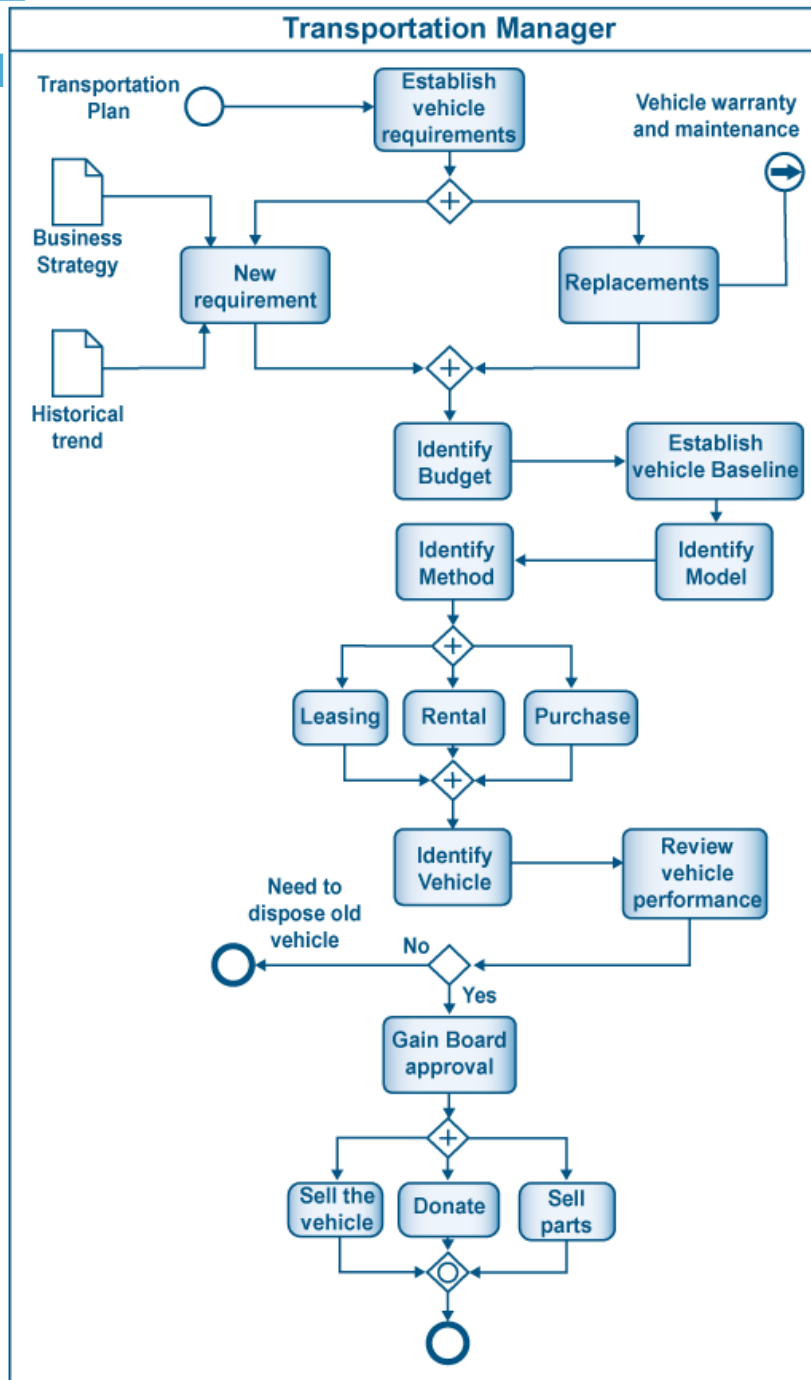 Transportation Manager
Transportation
Plan
Establish
vehicle
requirements
Vehicle warranty
and maintenance
Business
Strategy
New
requirement
Replacements
Historical
trend
Identify
Budget
Establish
vehicle Baseline
Identify
Method
Identify
Model
Leasing
Rental
Purchase
Identify
Vehicle
Review
vehicle
performance
Need to
dispose old
vehicle
No
Yes
Gain Board
approval
Sell the
vehicle
Donate
Sell
parts